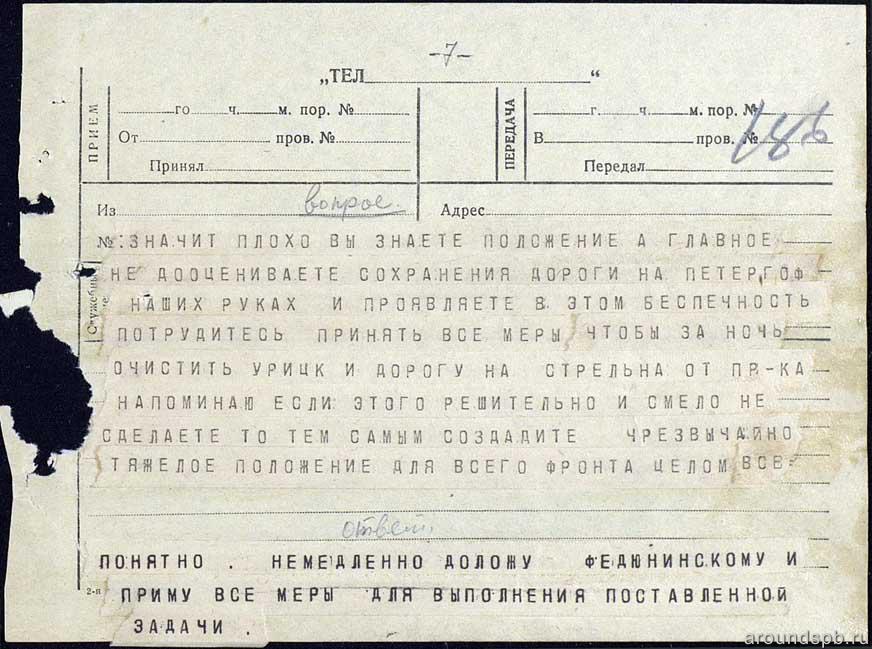 -7-
„ТЕЛ“
ПРИЕМ
го ч. м. пор. №
От пров. №
Принял
ПЕРЕДАЧА
г. ч. м. пор. №
В пров. №
186
Передал
Из вопрос. Адрес
№:ЗНАЧИТ ПЛОХО ВЫ ЗНАЕТЕ ПОЛОЖЕНИЕ А ГЛАВНОЕ
НЕ ДООЦЕНИВАЕТЕ СОХРАНЕНИЯ ДОРОГИ НА ПЕТЕРГОФ
НАШИХ РУКАХ И ПРОЯВЛЯЕТЕ В ЭТОМ БЕСПЕЧНОСТЬ
ПОТРУДИТЕСЬ ПРИНЯТЬ ВСЕ МЕРЫ ЧТОБЫ ЗА НОЧЬ
ОЧИСТИТЬ УРИЦК И ДОРОГУ НА СТРЕЛЬНА ОТ ПР-КА
НАПОМИНАЮ ЕСЛИ ЭТОГО РЕШИТЕЛЬНО И СМЕЛО НЕ
СДЕЛАЕТЕ ТО ТЕМ САМЫМ СОЗДАДИТЕ ЧРЕЗВЫЧАЙНО
ТЯЖЕЛОЕ ПОЛОЖЕНИЕ ДЛЯ ВСЕГО ФРОНТА ЦЕЛОМ ВСЕ
ответ.
ПОНЯТНО . НЕМЕДЛЕННО ДОЛОЖУ ФЕДЮНИНСКОМУ И
2-я
ПРИМУ ВСЕ МЕРЫ ДЛЯ ВЫПОЛНЕНИЯ ПОСТАВЛЕННОЙ
ЗАДАЧИ .
aroundspb.ru